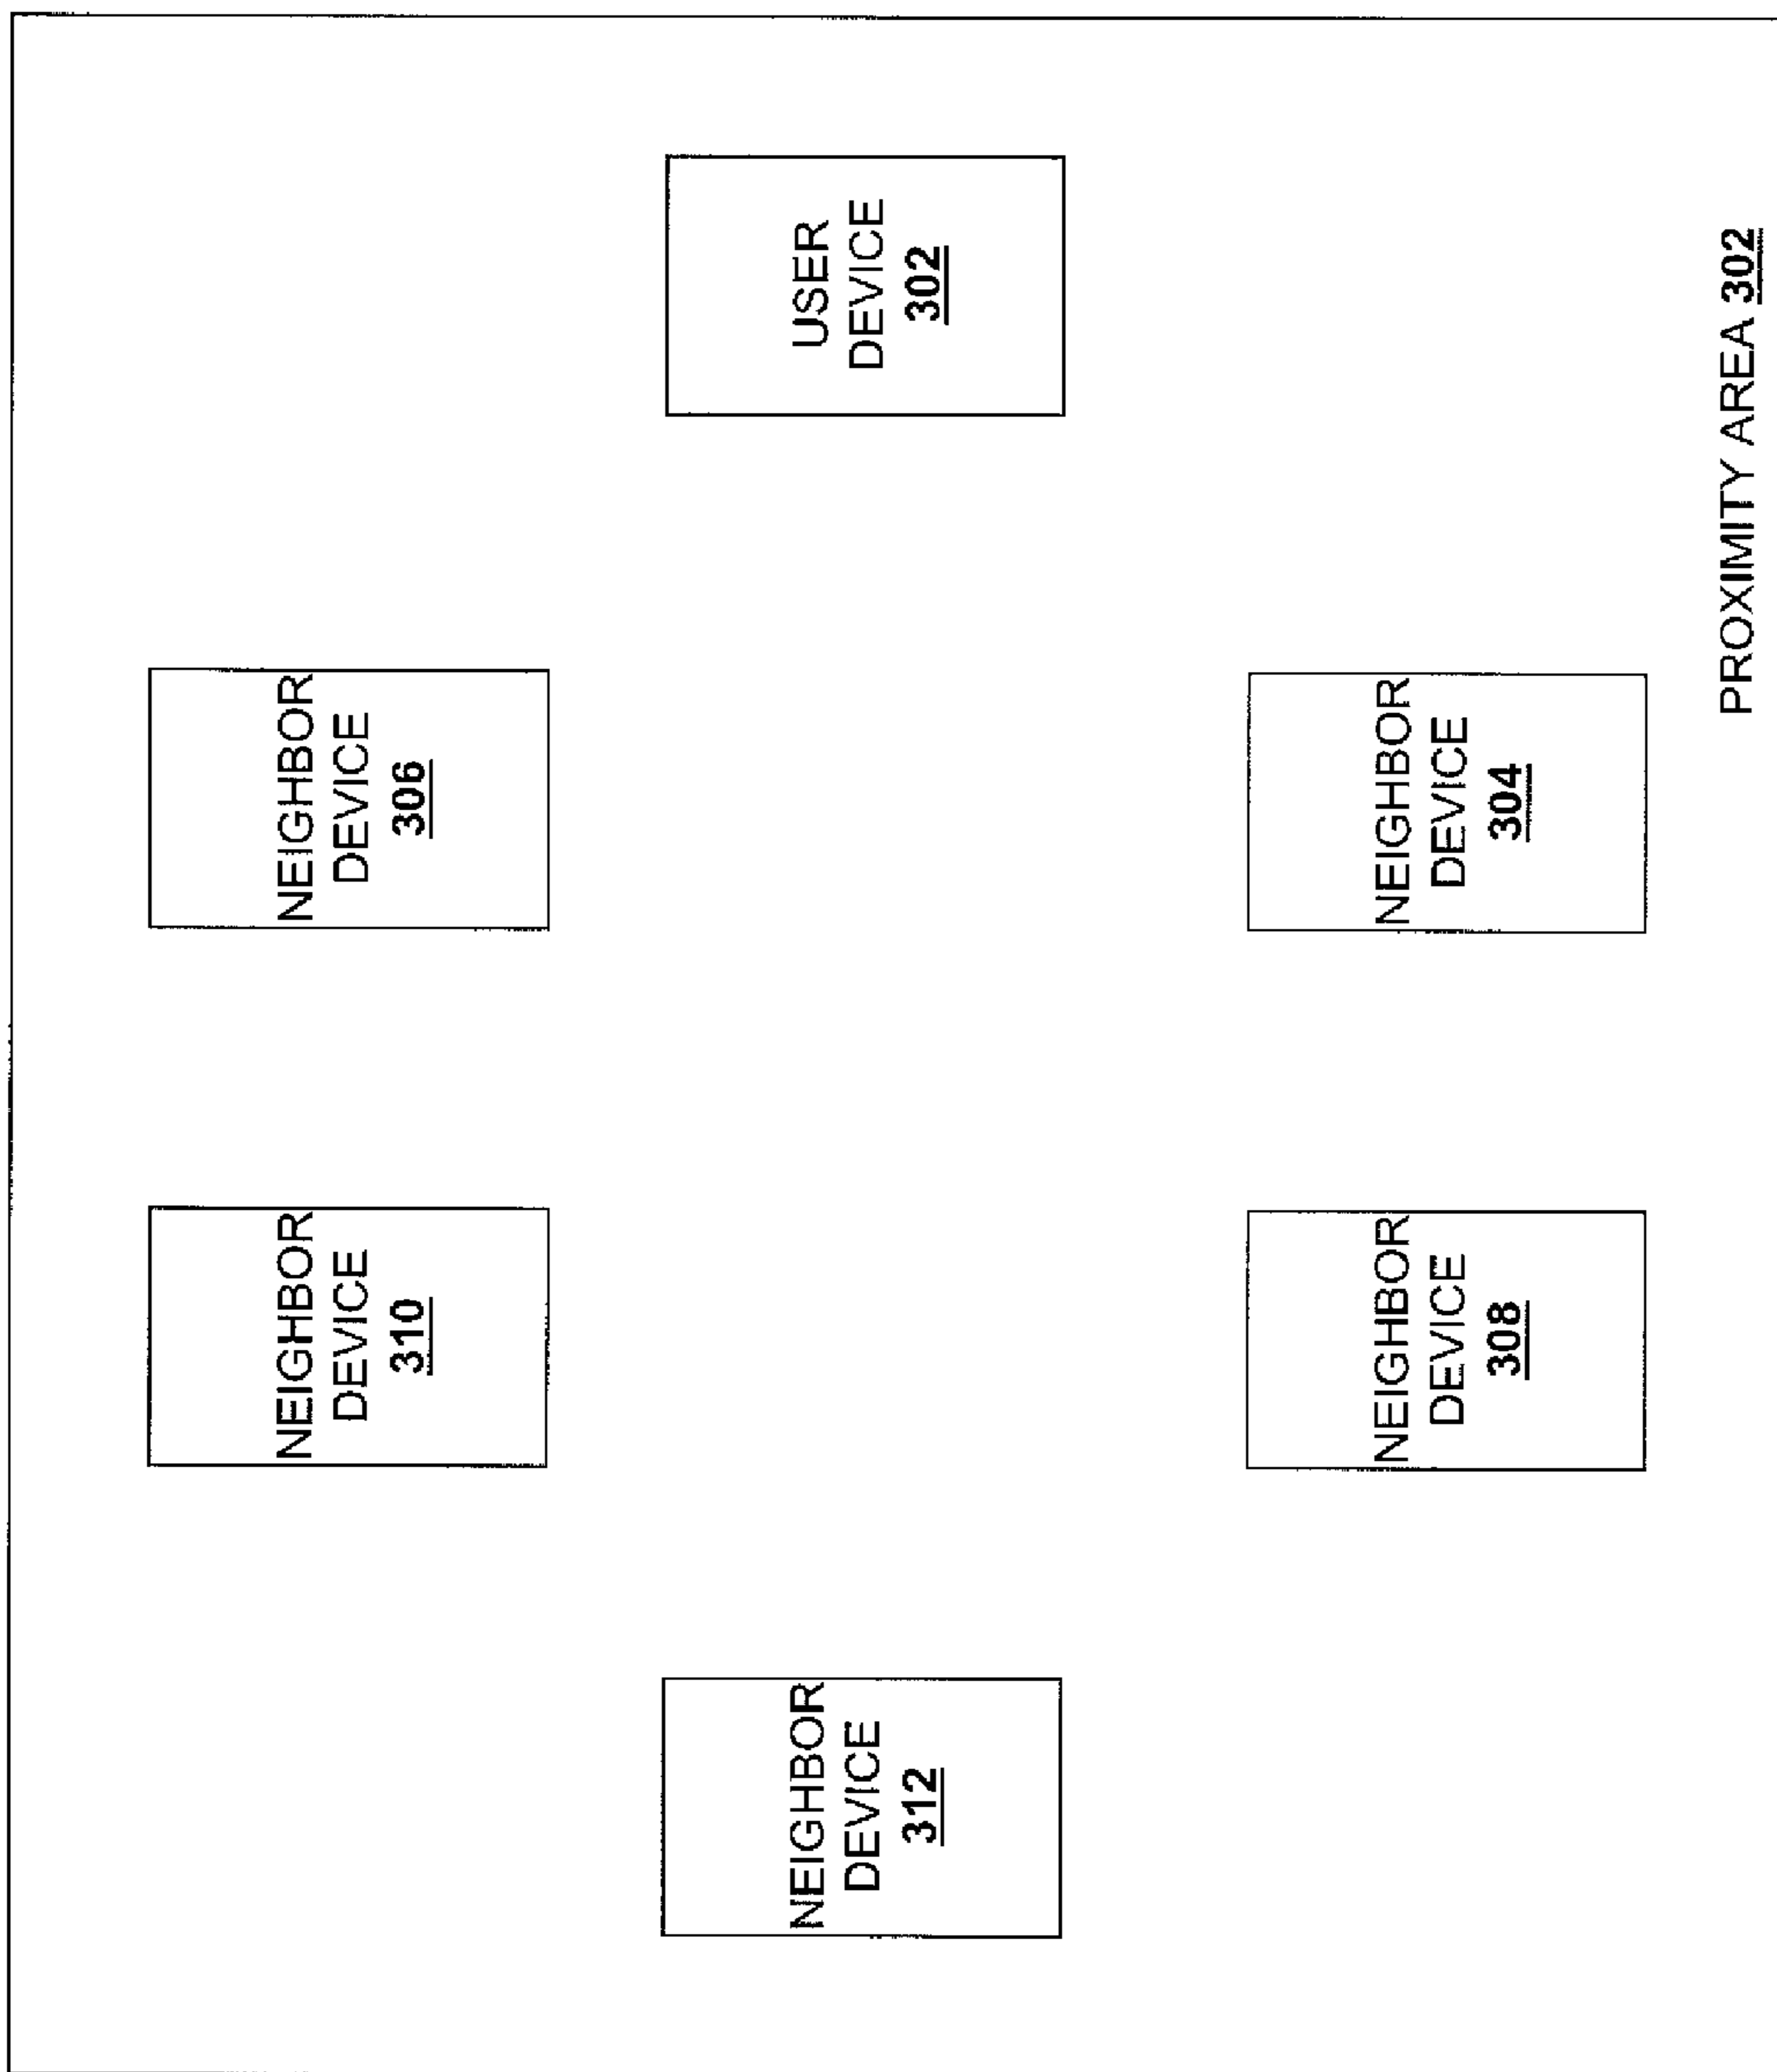 NEIGHBOR
DEVICE
310
NEIGHBOR
DEVICE
306
NEIGHBOR
DEVICE
312
USER
DEVICE
302
NEIGHBOR
DEVICE
308
NEIGHBOR
DEVICE
304
PROXIMITY AREA 302